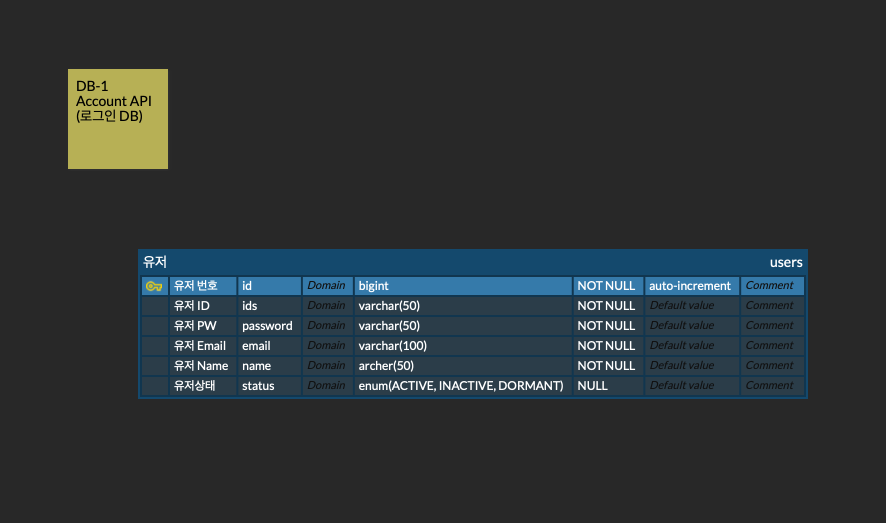 DB-1
Account API
(로그인 DB)
유저 users
유저 번호 id Domain bigint NOT NULL auto-increment Comment
유저 ID ids Domain varchar(50) NOT NULL Default value Comment
유저 PW password Domain varchar(50) NOT NULL Default value Comment
유저 Email email Domain varchar(100) NOT NULL Default value Comment
유저 Name name Domain archer(50) NOT NULL Default value Comment
유저상태 status Domain enum(ACTIVE, INACTIVE, DORMANT) NULL Default value Comment